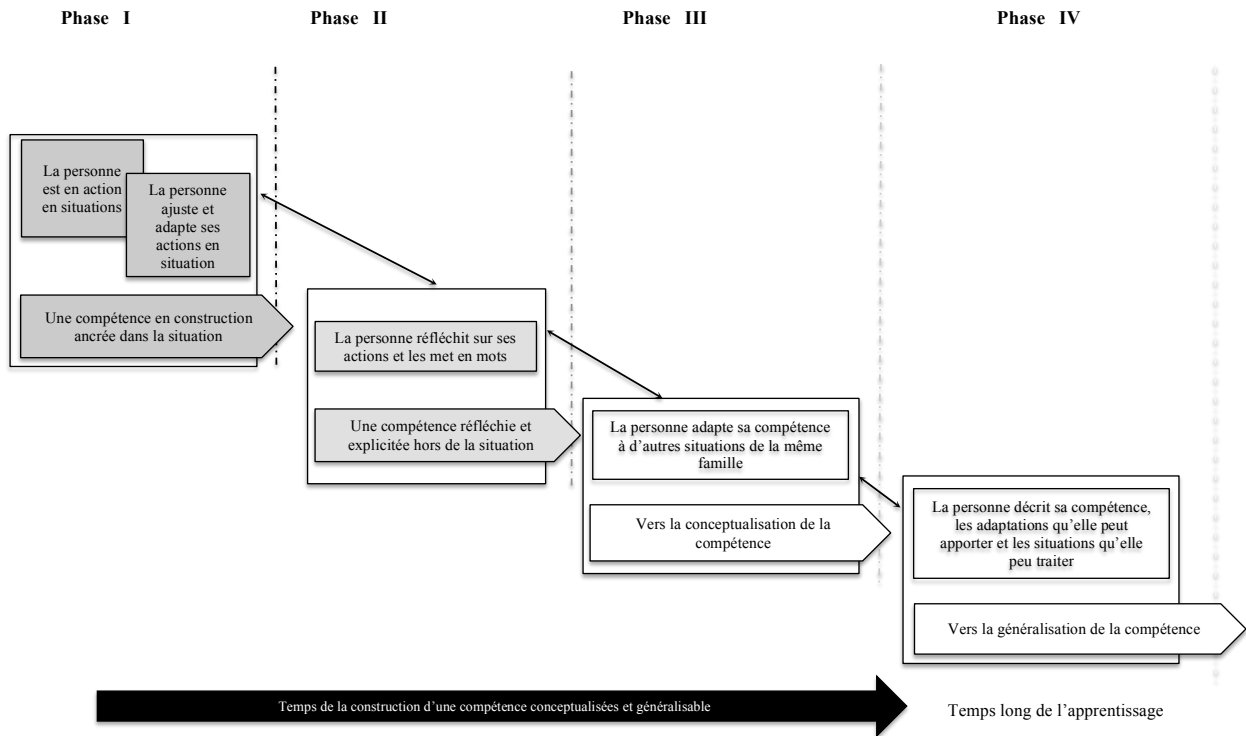 Phase I
Phase II
Phase III
Phase IV
La personne
est en action
en situations
La personne
ajuste et
adapte ses
actions en
situation
Une compétence en construction
ancrée dans la situation
La personne réfléchit sur ses
actions et les met en mots
Une compétence réfléchie et
explicitée hors de la situation
La personne adapte sa compétence
à d'autres situations de la même
famille
Vers la conceptualisation de la
compétence
La personne décrit sa compétence,
les adaptations qu'elle peut
apporter et les situations qu'elle
peu traiter
Vers la généralisation de la compétence
Temps de la construction d'une compétence conceptualisées et généralisable
Temps long de l'apprentissage